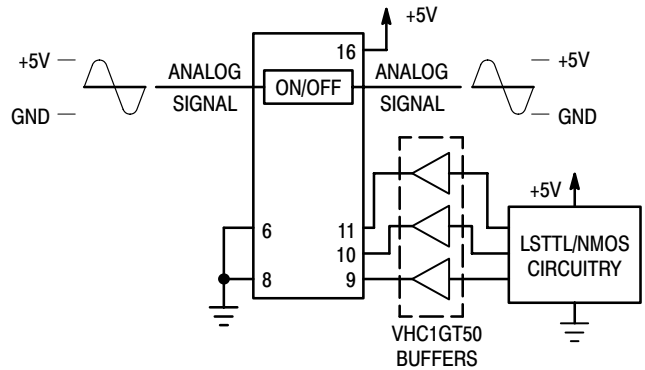 +5V
16
+5V
ANALOG
SIGNAL
ON/OFF
ANALOG
SIGNAL
+5V
GND
GND
+5V
6
11
10
8
9
LSTTL/NMOS
CIRCUITRY
VHC1GT50
BUFFERS